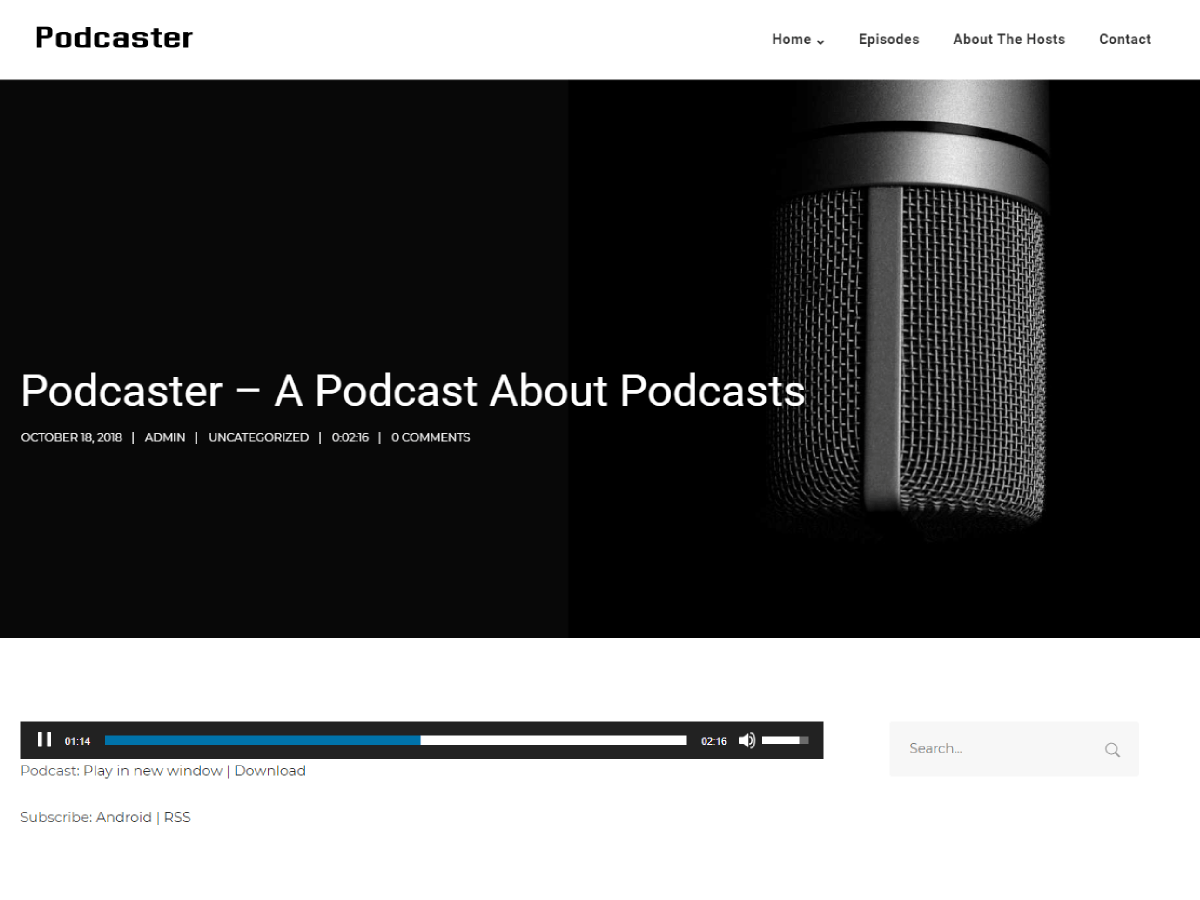 Podcaster
Home Episodes About The Hosts Contact
Podcaster – A Podcast About Podcasts
OCTOBER 18, 2018 | ADMIN | UNCATEGORIZED | 0:02:16 | 0 COMMENTS
01:14 02:16
Search...
Podcast: Play in new window | Download
Subscribe: Android | RSS